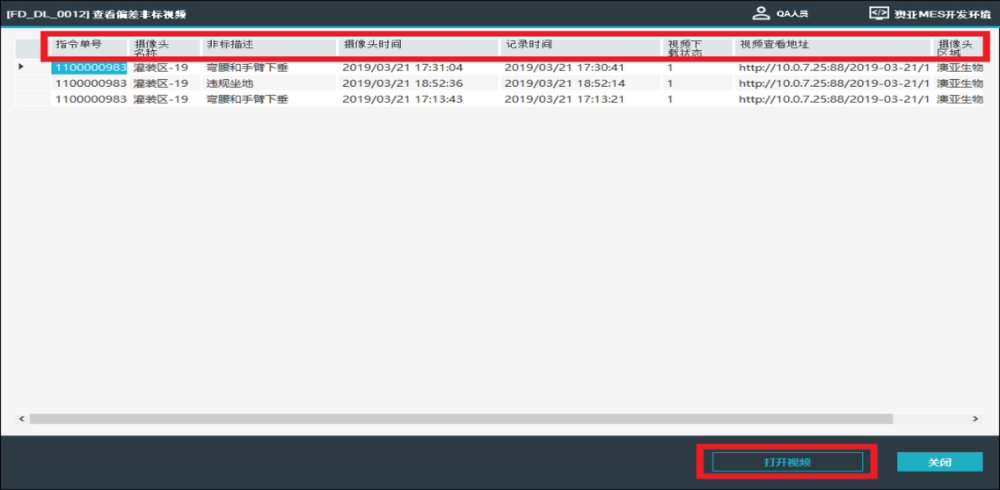 [FD_DL_0012] 查看偏差非标视频 QA人员 </> 澳亚MES开发环境
指令单号 摄像头名称 非标描述 摄像头时间 记录时间 视频下载状态 视频查看地址 摄像头区域
1100000983 灌装区-19 弯腰和手臂下垂 2019/03/21 17:31:04 2019/03/21 17:30:41 1 http://10.0.7.25:88/2019-03-21/1 澳亚生物
1100000983 灌装区-19 违规坐地 2019/03/21 18:52:36 2019/03/21 18:52:14 1 http://10.0.7.25:88/2019-03-21/1 澳亚生物
1100000983 灌装区-19 弯腰和手臂下垂 2019/03/21 17:13:43 2019/03/21 17:13:21 1 http://10.0.7.25:88/2019-03-21/1 澳亚生物
打开视频 关闭